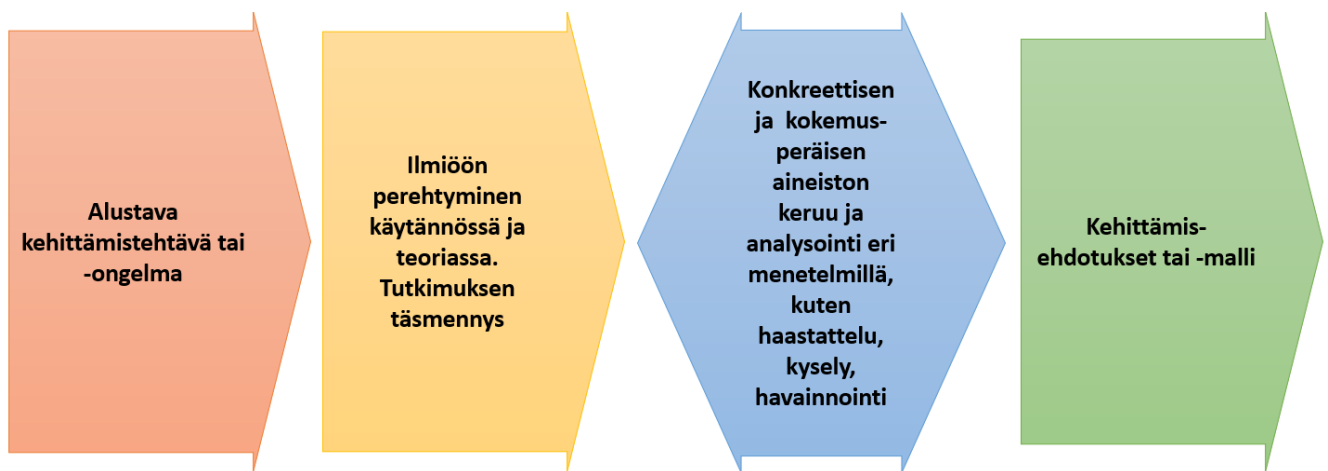 Alustava
kehittämistehtävä tai
-ongelma
Ilmiöön
perehtyminen
käytännössä ja
teoriassa.
Tutkimuksen
täsmennys
Konkreettisen
ja kokemus-
peräisen
aineiston
keruu ja
analysointi eri
menetelmillä,
kuten
haastattelu,
kysely,
havainnointi
Kehittämis-
ehdotukset tai -malli